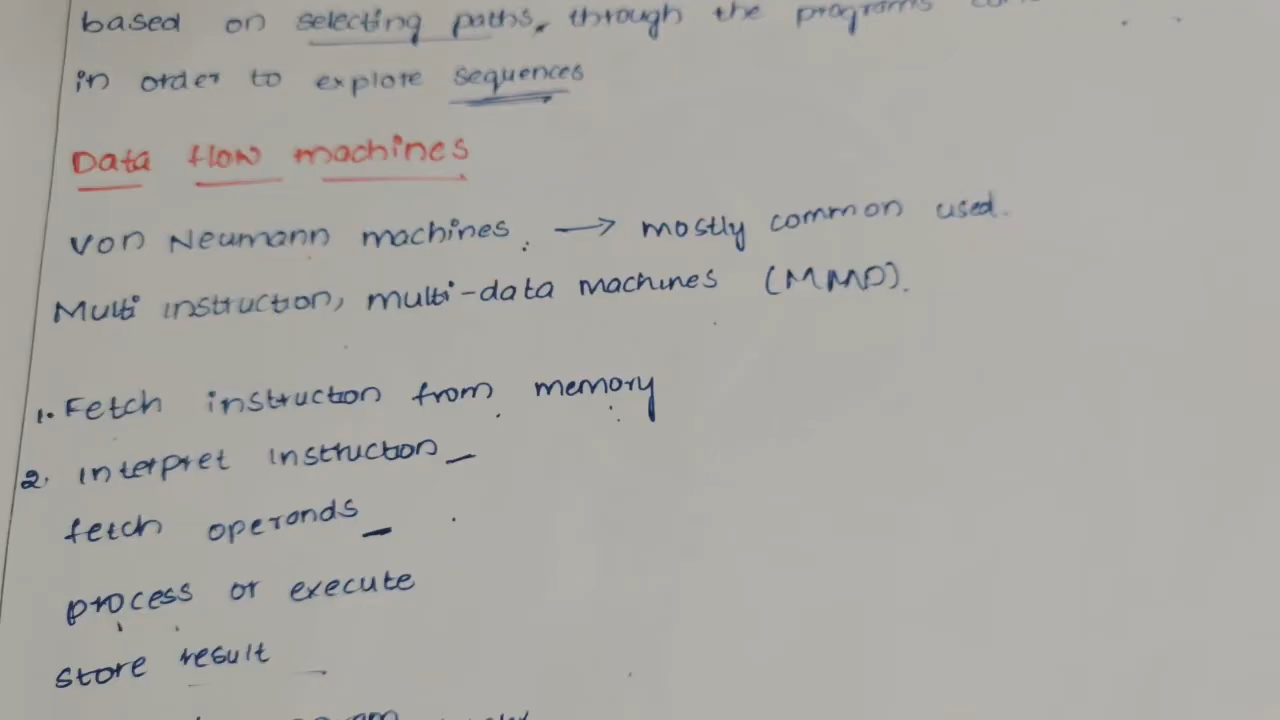 based on selecting paths, through the programs
in order to explore sequences
Data flow machines
Von Neumann machines. → mostly common used.
Multi instruction, multi-data machines (MMD).
1. Fetch instruction from memory
2. interpret instruction
fetch operands
process or execute
store result